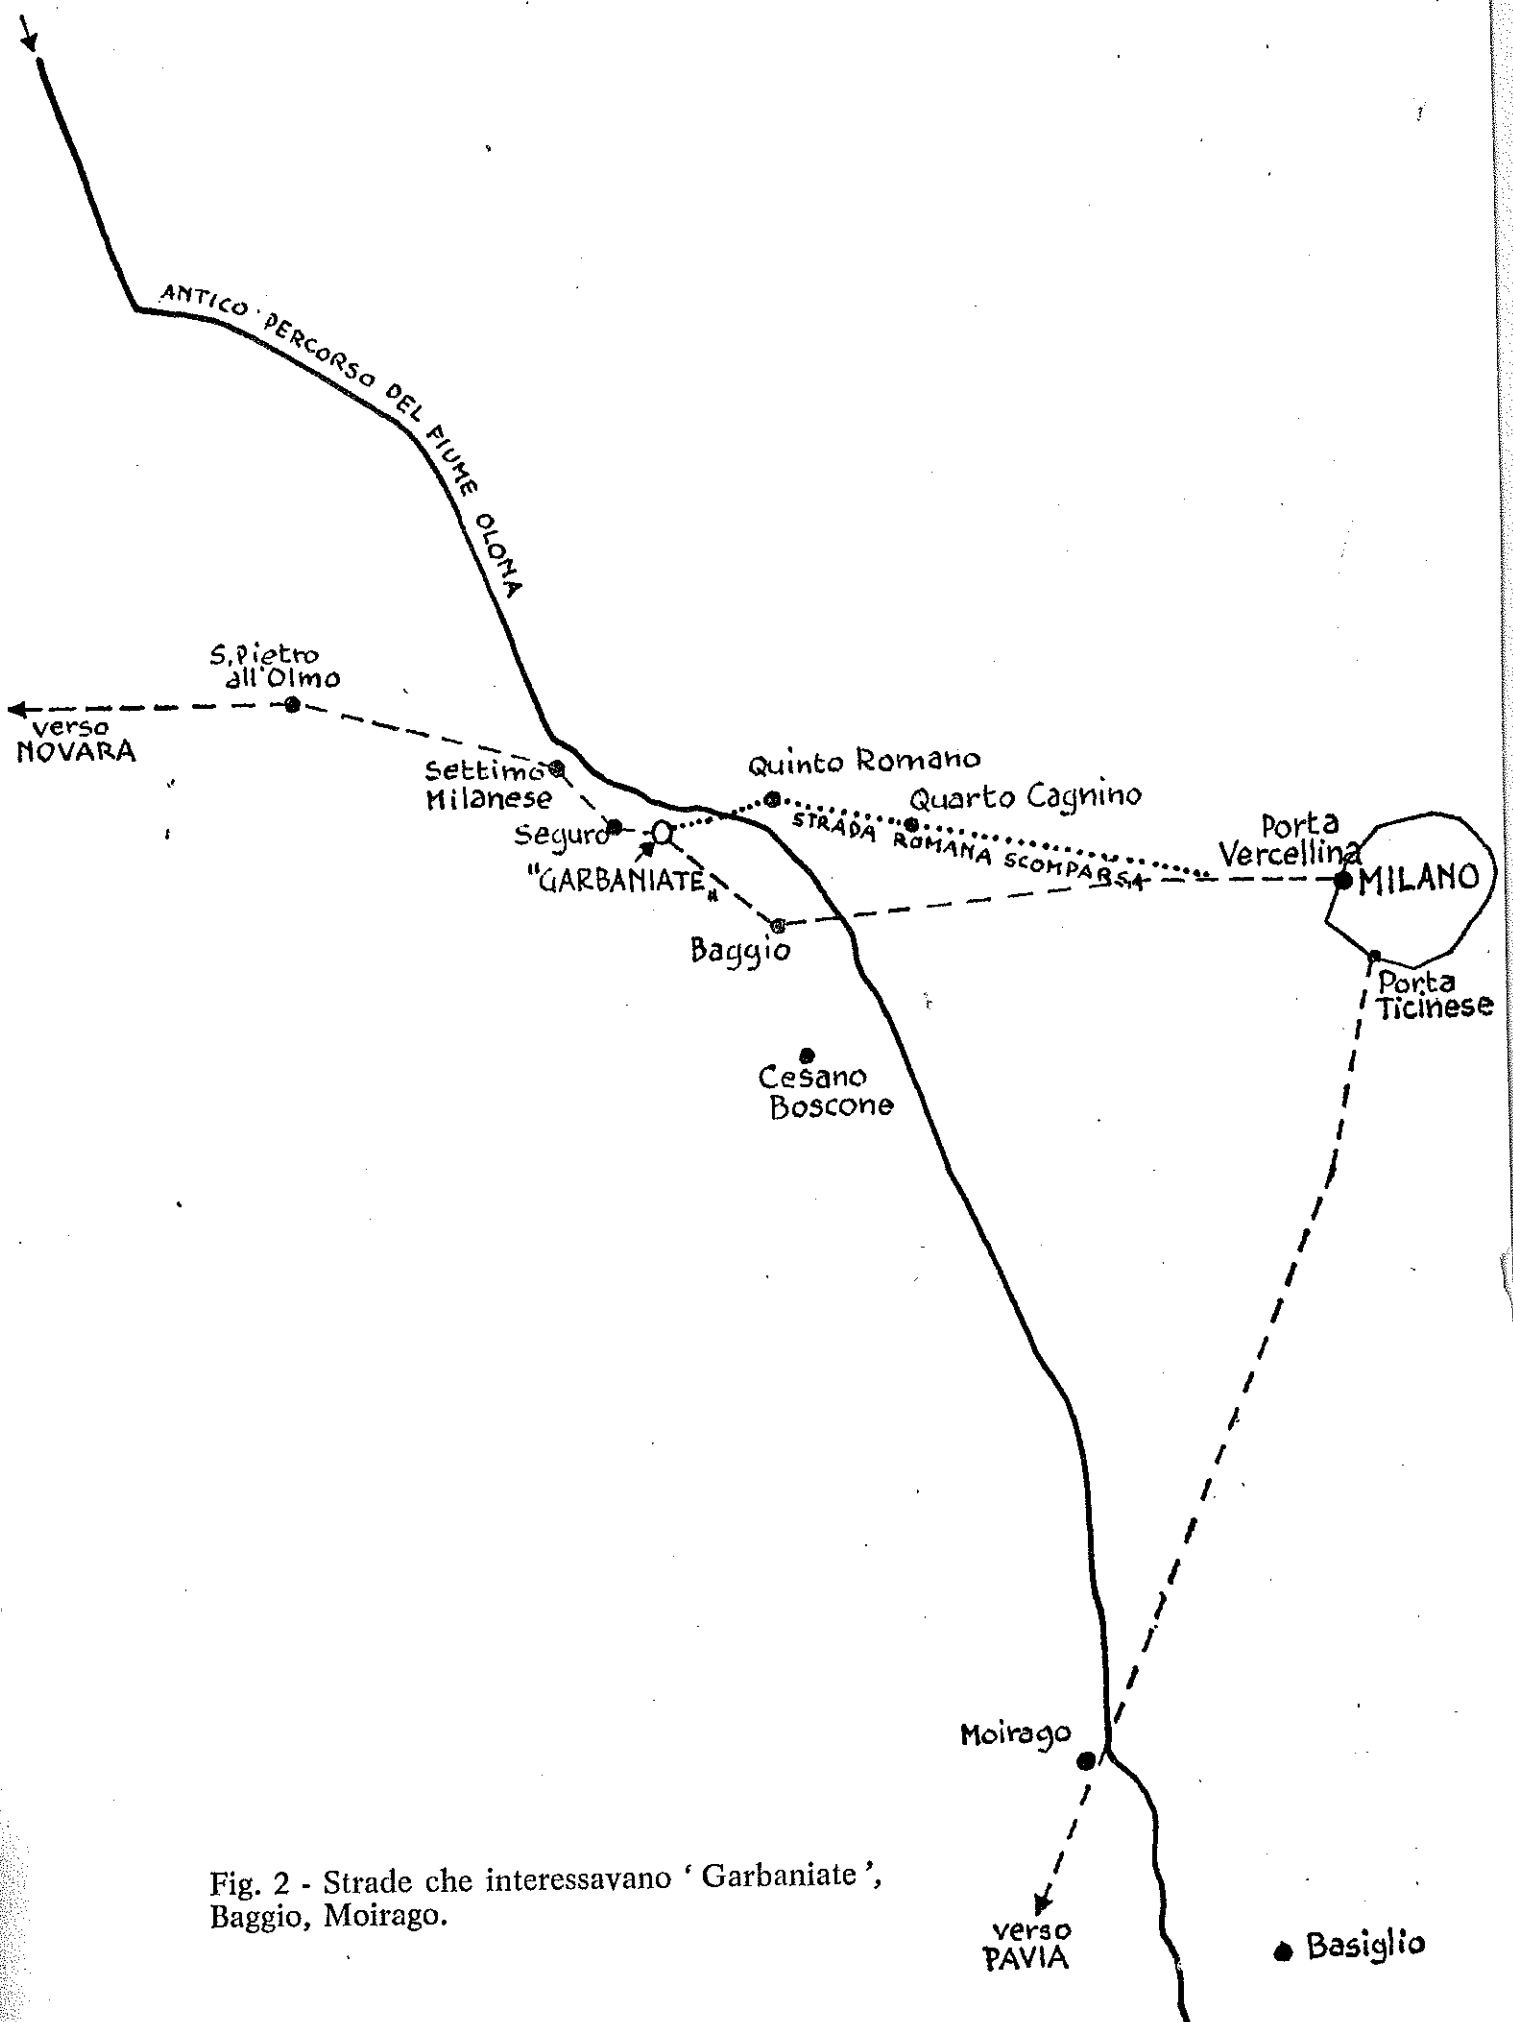 ANTICO PERCORSO DEL FIUME OLONA
S. Pietro
all'Olmo
verso
NOVARA
Settimo
Milanese
Quinto Romano
Quarto Cagnino
STRADA ROMANA SCOMPARSA
Seguro
"GARBANIATE"
Porta
Vercellina
MILANO
Baggio
Porta
Ticinese
Cesano
Boscone
Moirago
verso
PAVIA
Basiglio
Fig. 2 - Strade che interessavano ‘ Garbaniate ’,
Baggio, Moirago.